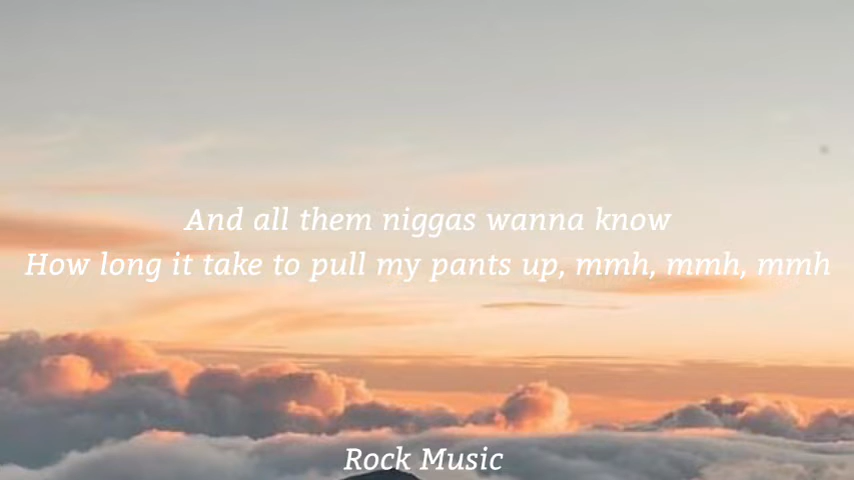 And all them niggas wanna know
How long it take to pull my pants up, mmh, mmh, mmh
Rock Music